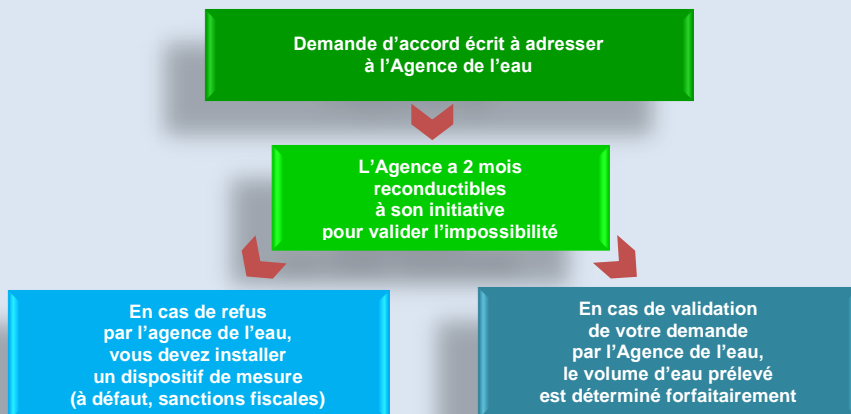 Demande d'accord écrit à adresser
à l'Agence de l'eau
L'Agence a 2 mois
reconductibles
à son initiative
pour valider l'impossibilité
En cas de refus
par l'agence de l'eau,
vous devez installer
un dispositif de mesure
(à défaut, sanctions fiscales)
En cas de validation
de votre demande
par l'Agence de l'eau,
le volume d'eau prélevé
est déterminé forfaitairement